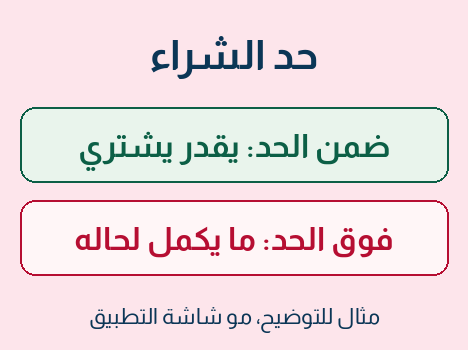 حد الشراء
ضمن الحد: يقدر يشتري
فوق الحد: ما يكمل لحاله
مثال للتوضيح، مو شاشة التطبيق